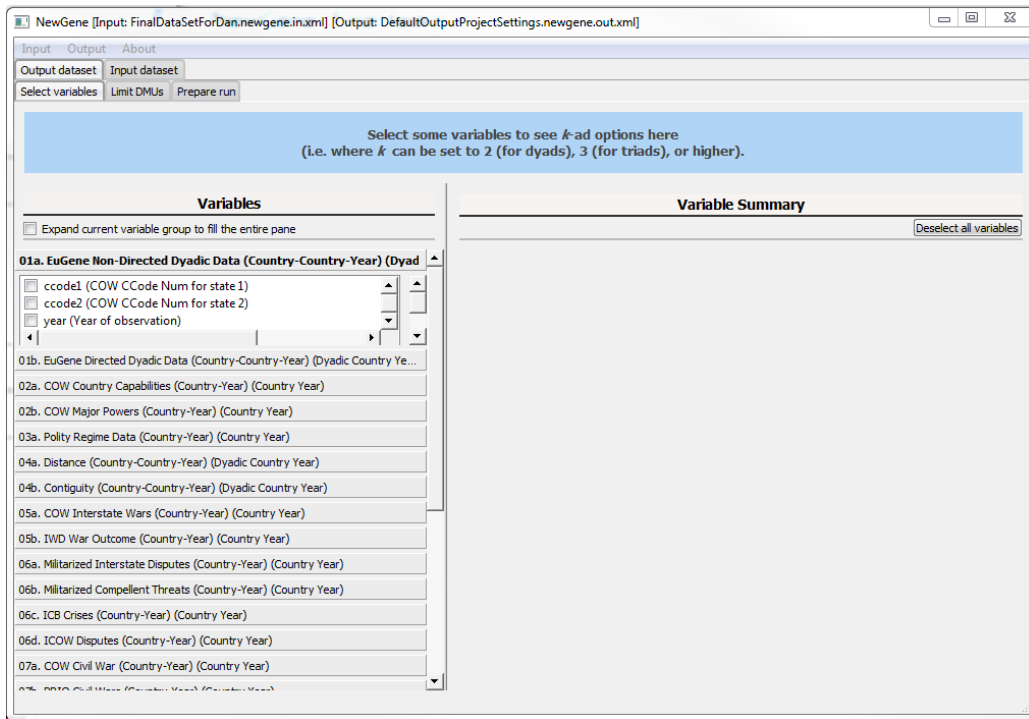 NewGene [Input: FinalDataSetForDan.newgene.in.xml] [Output: DefaultOutputProjectSettings.newgene.out.xml]
Input Output About
Output dataset Input dataset
Select variables Limit DMUs Prepare run
Select some variables to see k-ad options here
(i.e. where k can be set to 2 (for dyads), 3 (for triads), or higher).
Variables
Expand current variable group to fill the entire pane
01a. EuGene Non-Directed Dyadic Data (Country-Country-Year) (Dyad
ccode1 (COW CCode Num for state 1)
ccode2 (COW CCode Num for state 2)
year (Year of observation)
01b. EuGene Directed Dyadic Data (Country-Country-Year) (Dyadic Country Ye...
02a. COW Country Capabilities (Country-Year) (Country Year)
02b. COW Major Powers (Country-Year) (Country Year)
03a. Polity Regime Data (Country-Year) (Country Year)
04a. Distance (Country-Country-Year) (Dyadic Country Year)
04b. Contiguity (Country-Country-Year) (Dyadic Country Year)
05a. COW Interstate Wars (Country-Year) (Country Year)
05b. IWD War Outcome (Country-Year) (Country Year)
06a. Militarized Interstate Disputes (Country-Year) (Country Year)
06b. Militarized Compellent Threats (Country-Year) (Country Year)
06c. ICB Crises (Country-Year) (Country Year)
06d. ICOW Disputes (Country-Year) (Country Year)
07a. COW Civil War (Country-Year) (Country Year)
07b. PRIO Civil Wars (Country-Year) (Country Year)
Variable Summary
Deselect all variables